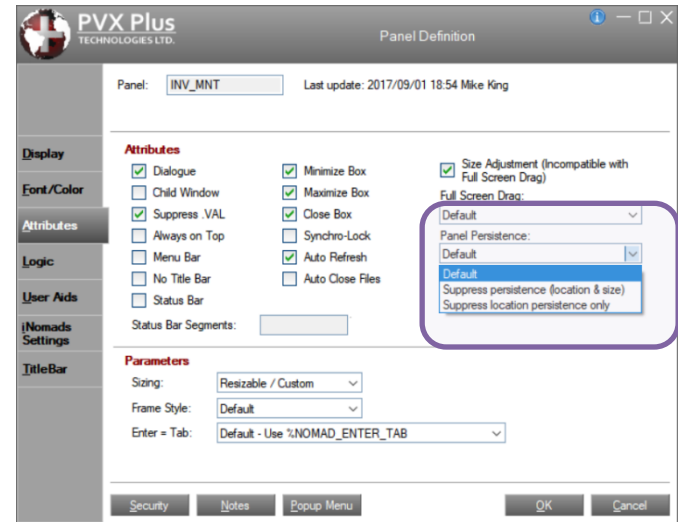 PVX Plus
TECHNOLOGIES LTD.
Panel Definition
Panel: INV_MNT Last update: 2017/09/01 18:54 Mike King
Display
Font/Color
Attributes
Logic
User Aids
iNomads
Settings
TitleBar
Attributes
Dialogue
Child Window
Suppress .VAL
Always on Top
Menu Bar
No Title Bar
Status Bar
Status Bar Segments:
Minimize Box
Maximize Box
Close Box
Synchro-Lock
Auto Refresh
Auto Close Files
Size Adjustment (Incompatible with
Full Screen Drag)
Full Screen Drag:
Default
Panel Persistence:
Default
Default
Suppress persistence (location & size)
Suppress location persistence only
Parameters
Sizing: Resizable / Custom
Frame Style: Default
Enter = Tab: Default - Use %NOMAD_ENTER_TAB
Security Notes Popup Menu OK Cancel